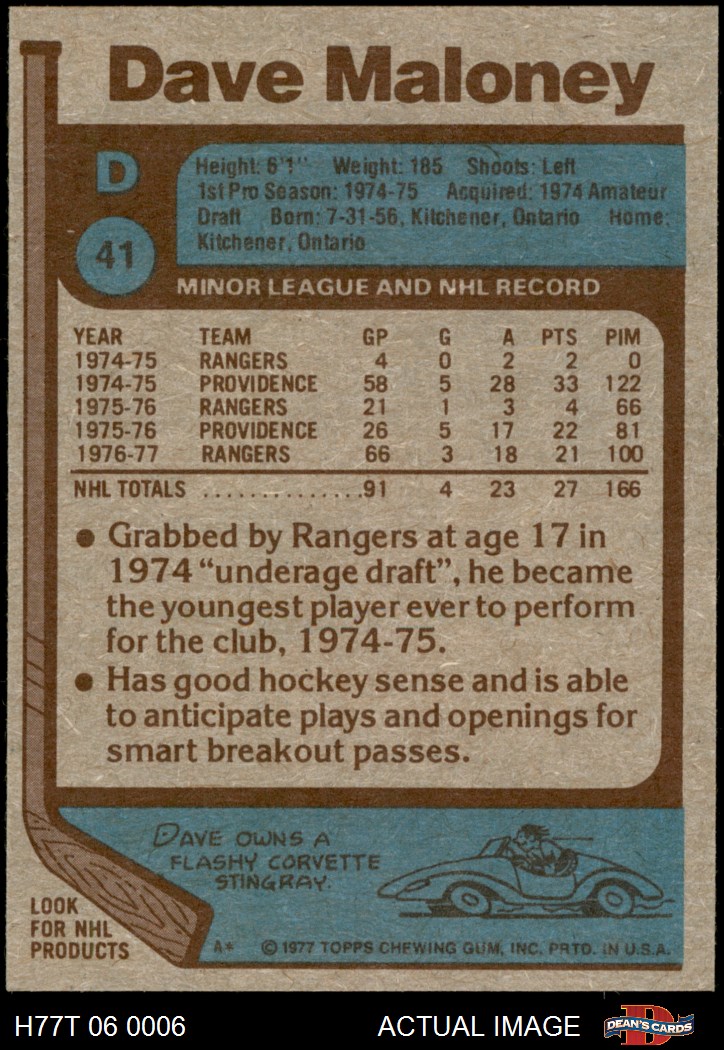 Dave Maloney
D
41
Height: 6'1" Weight: 185 Shoots: Left
1st Pro Season: 1974-75 Acquired: 1974 Amateur
Draft Born: 7-31-56, Kitchener, Ontario Home:
Kitchener, Ontario
MINOR LEAGUE AND NHL RECORD
YEAR TEAM GP G A PTS PIM
1974-75 RANGERS 4 0 2 2 0
1974-75 PROVIDENCE 58 5 28 33 122
1975-76 RANGERS 21 1 3 4 66
1975-76 PROVIDENCE 26 5 17 22 81
1976-77 RANGERS 66 3 18 21 100
NHL TOTALS ..............91 4 23 27 166
● Grabbed by Rangers at age 17 in
1974 “underage draft”, he became
the youngest player ever to perform
for the club, 1974-75.
● Has good hockey sense and is able
to anticipate plays and openings for
smart breakout passes.
DAVE OWNS A
FLASHY CORVETTE
STINGRAY.
LOOK
FOR NHL
PRODUCTS
A* © 1977 TOPPS CHEWING GUM, INC. PRTD. IN U.S.A.
H77T 06 0006 ACTUAL IMAGE D DEAN'S CARDS